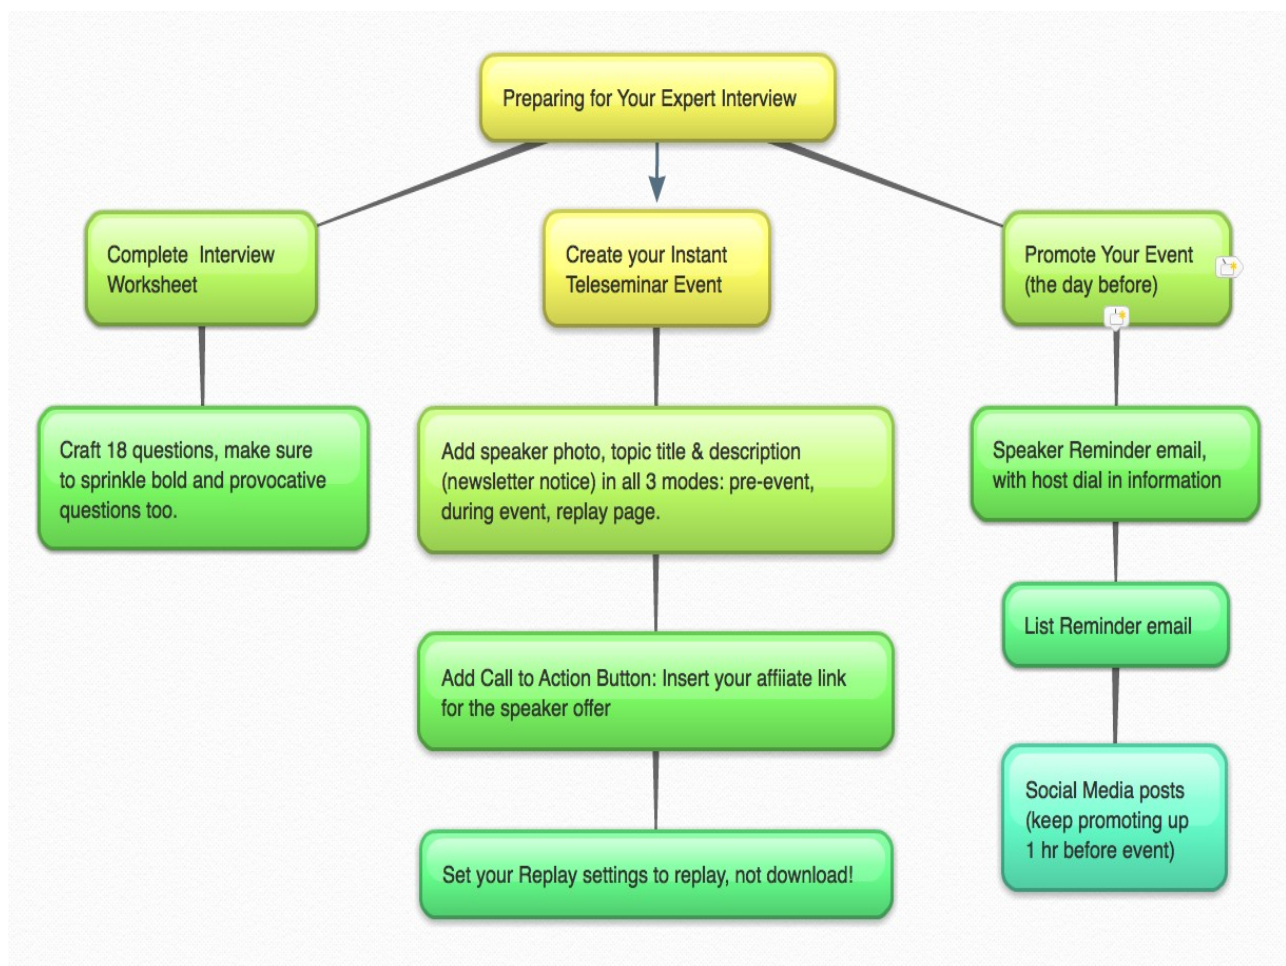 Preparing for Your Expert Interview
Complete  Interview
Worksheet
Craft 18 questions, make sure
to sprinkle bold and provocative
questions too.
Create your Instant
Teleseminar Event
Add speaker photo, topic title & description
(newsletter notice) in all 3 modes: pre-event,
during event, replay page.
Add Call to Action Button: Insert your affiiate link
for the speaker offer
Set your Replay settings to replay, not download!
Promote Your Event
(the day before)
Speaker Reminder email,
with host dial in information
List Reminder email
Social Media posts
(keep promoting up
1 hr before event)